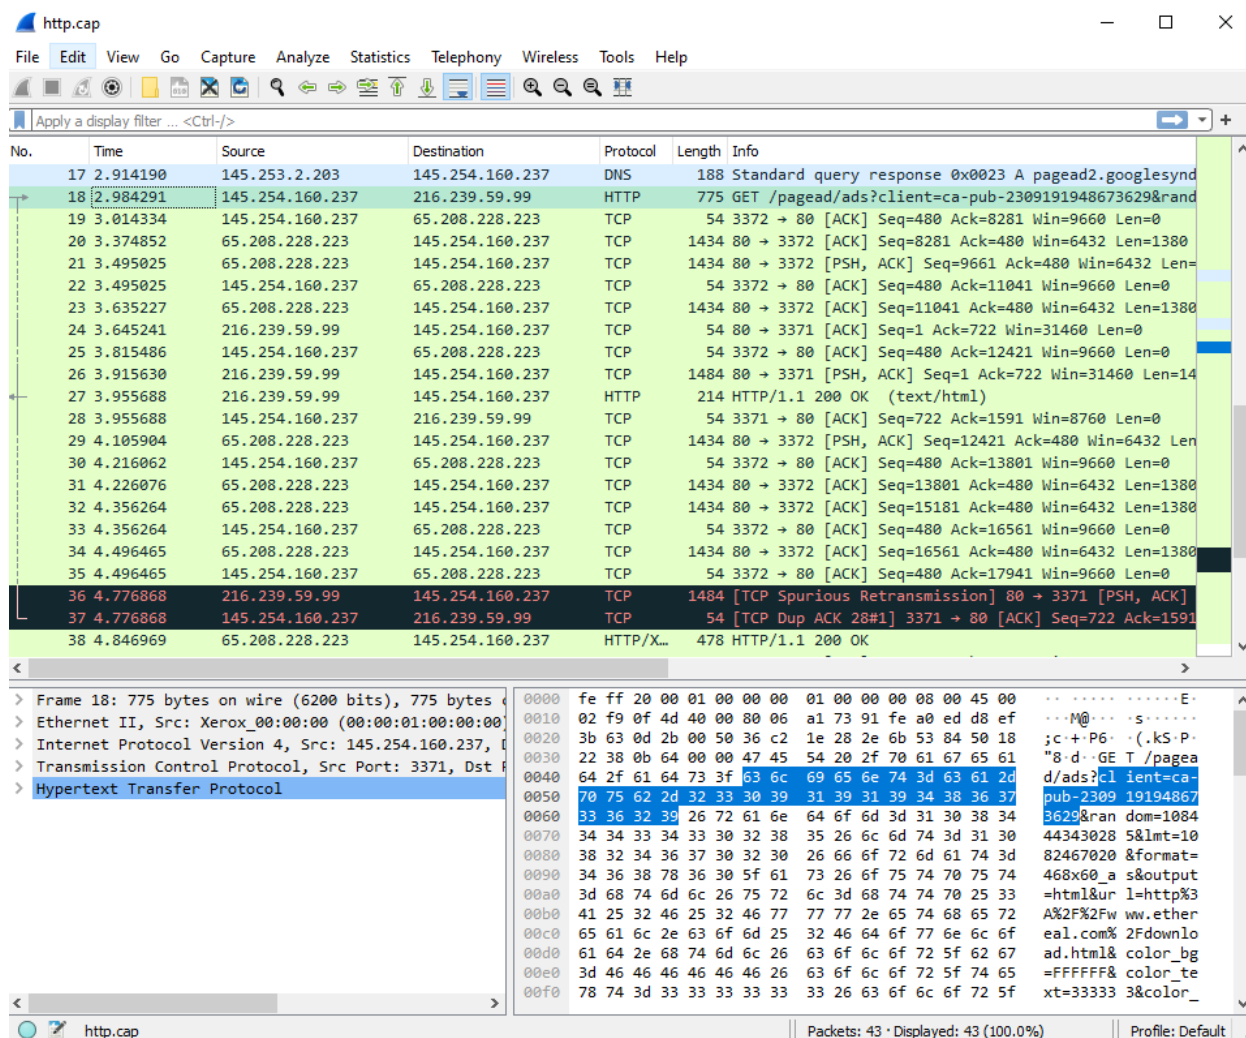 http.cap
File Edit View Go Capture Analyze Statistics Telephony Wireless Tools Help
Apply a display filter ... <Ctrl-/>
No. Time Source Destination Protocol Length Info
17 2.914190 145.253.2.203 145.254.160.237 DNS 188 Standard query response 0x0023 A pagead2.googlesynd
18 2.984291 145.254.160.237 216.239.59.99 HTTP 775 GET /pagead/ads?client=ca-pub-2309191948673629&rand
19 3.014334 145.254.160.237 65.208.228.223 TCP 54 3372 → 80 [ACK] Seq=480 Ack=8281 Win=9660 Len=0
20 3.374852 65.208.228.223 145.254.160.237 TCP 1434 80 → 3372 [ACK] Seq=8281 Ack=480 Win=6432 Len=1380
21 3.495025 65.208.228.223 145.254.160.237 TCP 1434 80 → 3372 [PSH, ACK] Seq=9661 Ack=480 Win=6432 Len=
22 3.495025 145.254.160.237 65.208.228.223 TCP 54 3372 → 80 [ACK] Seq=480 Ack=11041 Win=9660 Len=0
23 3.635227 65.208.228.223 145.254.160.237 TCP 1434 80 → 3372 [ACK] Seq=11041 Ack=480 Win=6432 Len=1380
24 3.645241 216.239.59.99 145.254.160.237 TCP 54 80 → 3371 [ACK] Seq=1 Ack=722 Win=31460 Len=0
25 3.815486 145.254.160.237 65.208.228.223 TCP 54 3372 → 80 [ACK] Seq=480 Ack=12421 Win=9660 Len=0
26 3.915630 216.239.59.99 145.254.160.237 TCP 1484 80 → 3371 [PSH, ACK] Seq=1 Ack=722 Win=31460 Len=14
27 3.955688 216.239.59.99 145.254.160.237 HTTP 214 HTTP/1.1 200 OK (text/html)
28 3.955688 145.254.160.237 216.239.59.99 TCP 54 3371 → 80 [ACK] Seq=722 Ack=1591 Win=8760 Len=0
29 4.105904 65.208.228.223 145.254.160.237 TCP 1434 80 → 3372 [PSH, ACK] Seq=12421 Ack=480 Win=6432 Len
30 4.216062 145.254.160.237 65.208.228.223 TCP 54 3372 → 80 [ACK] Seq=480 Ack=13801 Win=9660 Len=0
31 4.226076 65.208.228.223 145.254.160.237 TCP 1434 80 → 3372 [ACK] Seq=13801 Ack=480 Win=6432 Len=1380
32 4.356264 65.208.228.223 145.254.160.237 TCP 1434 80 → 3372 [ACK] Seq=15181 Ack=480 Win=6432 Len=1380
33 4.356264 145.254.160.237 65.208.228.223 TCP 54 3372 → 80 [ACK] Seq=480 Ack=16561 Win=9660 Len=0
34 4.496465 65.208.228.223 145.254.160.237 TCP 1434 80 → 3372 [ACK] Seq=16561 Ack=480 Win=6432 Len=1380
35 4.496465 145.254.160.237 65.208.228.223 TCP 54 3372 → 80 [ACK] Seq=480 Ack=17941 Win=9660 Len=0
36 4.776868 216.239.59.99 145.254.160.237 TCP 1484 [TCP Spurious Retransmission] 80 → 3371 [PSH, ACK]
37 4.776868 145.254.160.237 216.239.59.99 TCP 54 [TCP Dup ACK 28#1] 3371 → 80 [ACK] Seq=722 Ack=1591
38 4.846969 65.208.228.223 145.254.160.237 HTTP/X… 478 HTTP/1.1 200 OK
Frame 18: 775 bytes on wire (6200 bits), 775 bytes
Ethernet II, Src: Xerox_00:00:00 (00:00:01:00:00:00)
Internet Protocol Version 4, Src: 145.254.160.237,
Transmission Control Protocol, Src Port: 3371, Dst
Hypertext Transfer Protocol
0000 fe ff 20 00 01 00 00 00 01 00 00 00 08 00 45 00 ·· ····· ······E·
0010 02 f9 0f 4d 40 00 80 06 a1 73 91 fe a0 ed d8 ef ···M@··· ·s······
0020 3b 63 0d 2b 00 50 36 c2 1e 28 2e 6b 53 84 50 18 ;c·+·P6· ·(.kS·P·
0030 22 38 0b 64 00 00 47 45 54 20 2f 70 61 67 65 61 "8·d··GE T /pagea
0040 64 2f 61 64 73 3f 63 6c 69 65 6e 74 3d 63 61 2d d/ads?cl ient=ca-
0050 70 75 62 2d 32 33 30 39 31 39 31 39 34 38 36 37 pub-2309 19194867
0060 33 36 32 39 26 72 61 6e 64 6f 6d 3d 31 30 38 34 3629&ran dom=1084
0070 34 34 33 34 33 30 32 38 35 26 6c 6d 74 3d 31 30 44343028 5&lmt=10
0080 38 32 34 36 37 30 32 30 26 66 6f 72 6d 61 74 3d 82467020 &format=
0090 34 36 38 78 36 30 5f 61 73 26 6f 75 74 70 75 74 468x60_a s&output
00a0 3d 68 74 6d 6c 26 75 72 6c 3d 68 74 74 70 25 33 =html&ur l=http%3
00b0 41 25 32 46 25 32 46 77 77 77 2e 65 74 68 65 72 A%2F%2Fw ww.ether
00c0 65 61 6c 2e 63 6f 6d 25 32 46 64 6f 77 6e 6c 6f eal.com% 2Fdownlo
00d0 61 64 2e 68 74 6d 6c 26 63 6f 6c 6f 72 5f 62 67 ad.html& color_bg
00e0 3d 46 46 46 46 46 46 26 63 6f 6c 6f 72 5f 74 65 =FFFFFF& color_te
00f0 78 74 3d 33 33 33 33 33 33 26 63 6f 6c 6f 72 5f xt=33333 3&color_
http.cap Packets: 43 · Displayed: 43 (100.0%) Profile: Default